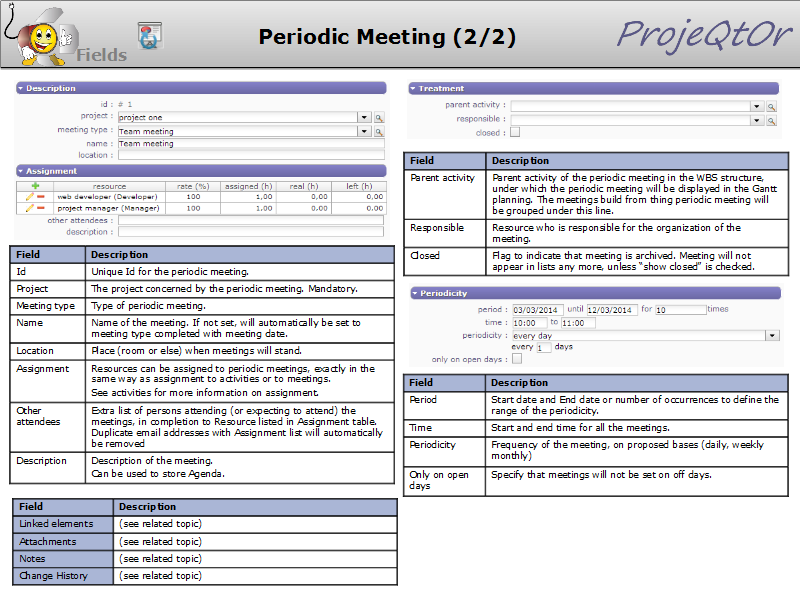 Fields
Periodic Meeting (2/2)
ProjeQtOr
Description
id : # 1
project : project one
meeting type : Team meeting
name : Team meeting
location :
Assignment
resource rate (%) assigned (h) real (h) left (h)
web developer (Developer) 100 1,00 0,00 0,00
project manager (Manager) 100 1,00 0,00 0,00
other attendees :
description :
Field Description
Id Unique Id for the periodic meeting.
Project The project concerned by the periodic meeting. Mandatory.
Meeting type Type of periodic meeting.
Name Name of the meeting. If not set, will automatically be set to
meeting type completed with meeting date.
Location Place (room or else) when meetings will stand.
Assignment Resources can be assigned to periodic meetings, exactly in the
same way as assignment to activities or to meetings.
See activities for more information on assignment.
Other Extra list of persons attending (or expecting to attend) the
attendees meetings, in completion to Resource listed in Assignment table.
Duplicate email addresses with Assignment list will automatically
be removed
Description Description of the meeting.
Can be used to store Agenda.
Field Description
Linked elements (see related topic)
Attachments (see related topic)
Notes (see related topic)
Change History (see related topic)
Treatment
parent activity :
responsible :
closed :
Field Description
Parent activity Parent activity of the periodic meeting in the WBS structure,
under which the periodic meeting will be displayed in the Gantt
planning. The meetings build from thing periodic meeting will
be grouped under this line.
Responsible Resource who is responsible for the organization of the
meeting.
Closed Flag to indicate that meeting is archived. Meeting will not
appear in lists any more, unless "show closed" is checked.
Periodicity
period : 03/03/2014 until 12/03/2014 for 10 times
time : 10:00 to 11:00
periodicity : every day
every 1 days
only on open days :
Field Description
Period Start date and End date or number of occurrences to define the
range of the periodicity.
Time Start and end time for all the meetings.
Periodicity Frequency of the meeting, on proposed bases (daily, weekly
monthly)
Only on open Specify that meetings will not be set on off days.
days